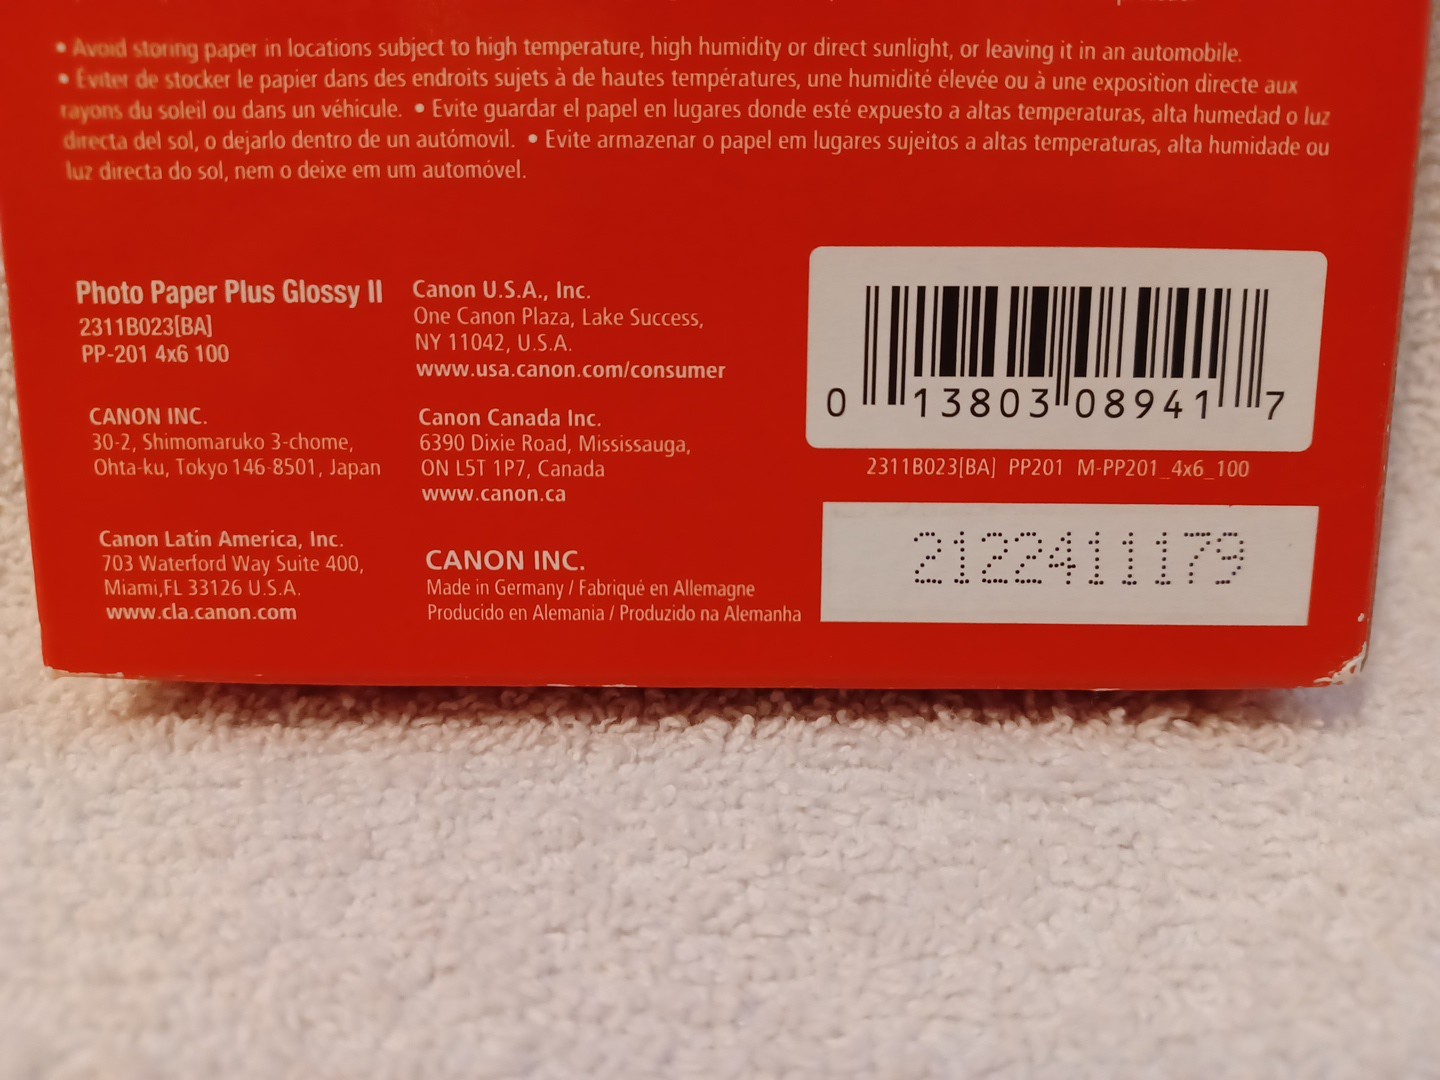 • Avoid storing paper in locations subject to high temperature, high humidity or direct sunlight, or leaving it in an automobile.
• Éviter de stocker le papier dans des endroits sujets à de hautes températures, une humidité élevée ou à une exposition directe aux
rayons du soleil ou dans un véhicule. • Evite guardar el papel en lugares donde esté expuesto a altas temperaturas, alta humedad o luz
directa del sol, o dejarlo dentro de un autómovil. • Evite armazenar o papel em lugares sujeitos a altas temperaturas, alta humidade ou
luz directa do sol, nem o deixe em um automóvel.
Photo Paper Plus Glossy II
2311B023[BA]
PP-201 4x6 100
CANON INC.
30-2, Shimomaruko 3-chome,
Ohta-ku, Tokyo 146-8501, Japan
Canon Latin America, Inc.
703 Waterford Way Suite 400,
Miami,FL 33126 U.S.A.
www.cla.canon.com
Canon U.S.A., Inc.
One Canon Plaza, Lake Success,
NY 11042, U.S.A.
www.usa.canon.com/consumer
Canon Canada Inc.
6390 Dixie Road, Mississauga,
ON L5T 1P7, Canada
www.canon.ca
CANON INC.
Made in Germany / Fabriqué en Allemagne
Producido en Alemania / Produzido na Alemanha
0 13803 08941 7
2311B023[BA] PP201 M-PP201_4x6_100
2122411179